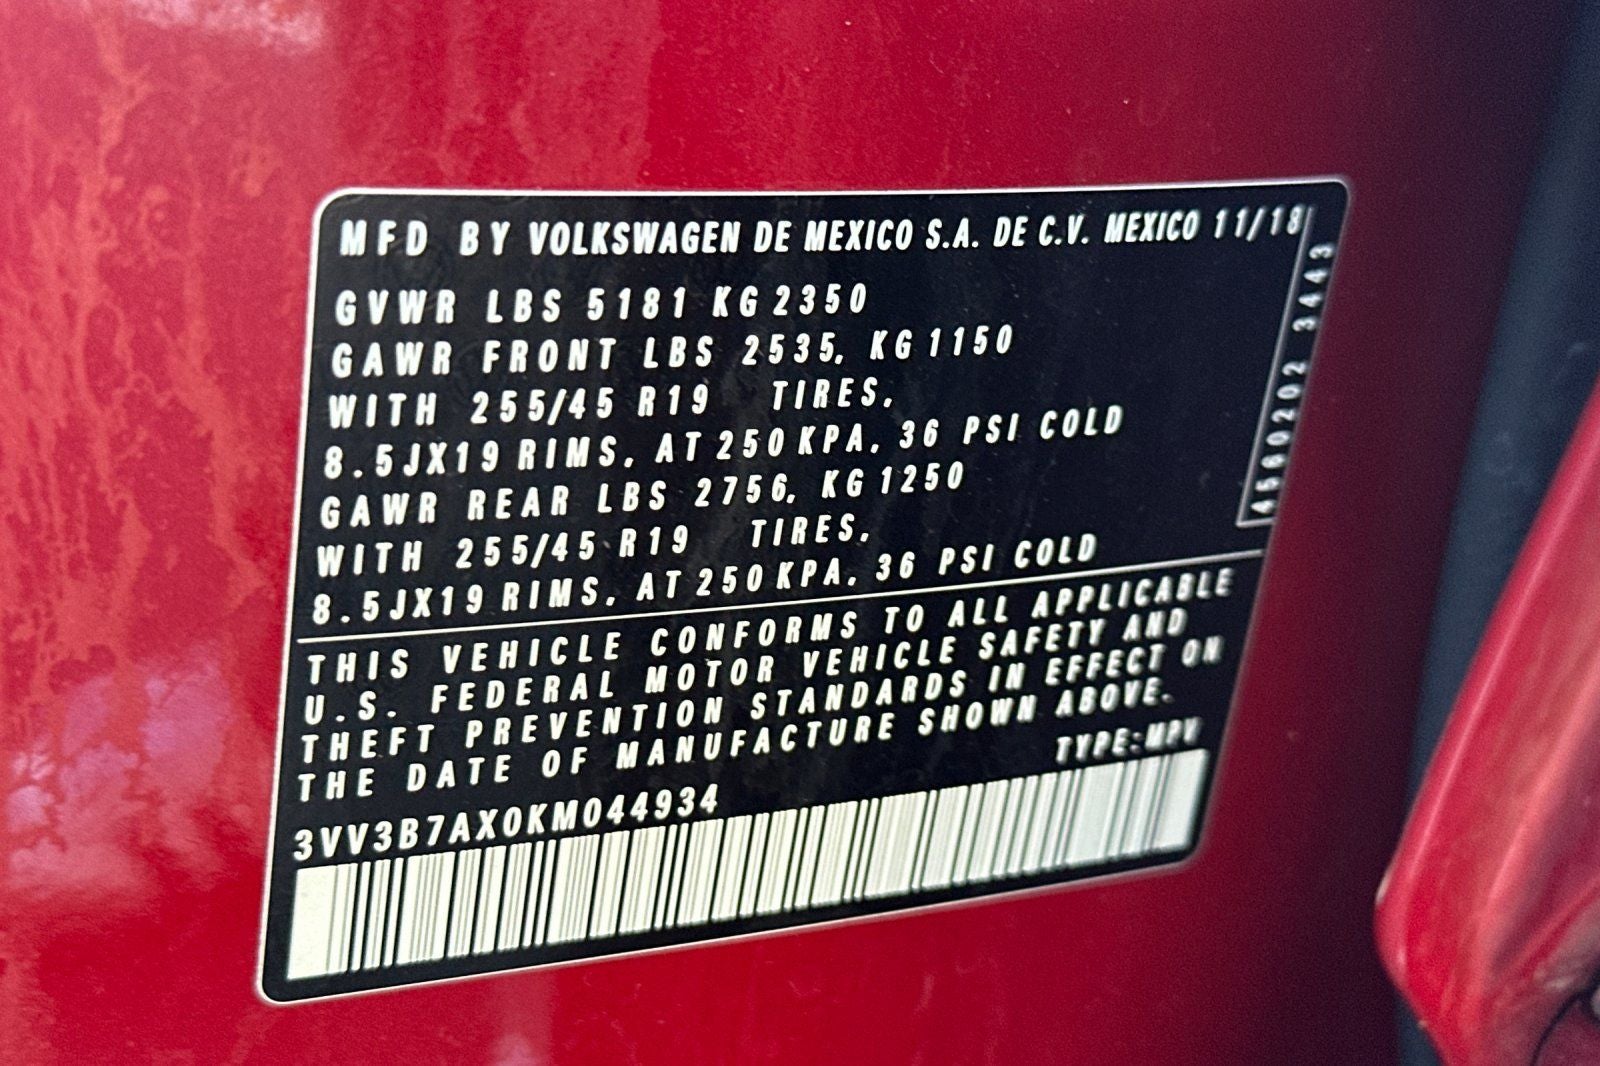 MFD BY VOLKSWAGEN DE MEXICO S.A. DE C.V. MEXICO 11/18
GVWR LBS 5181 KG 2350
GAWR FRONT LBS 2535, KG 1150
WITH 255/45 R19 TIRES,
8.5JX19 RIMS, AT 250 KPA, 36 PSI COLD
GAWR REAR LBS 2756, KG 1250
WITH 255/45 R19 TIRES,
8.5JX19 RIMS, AT 250 KPA, 36 PSI COLD
4560202 3443
THIS VEHICLE CONFORMS TO ALL APPLICABLE
U.S. FEDERAL MOTOR VEHICLE SAFETY AND
THEFT PREVENTION STANDARDS IN EFFECT ON
THE DATE OF MANUFACTURE SHOWN ABOVE.
TYPE: MPV
3VV3B7AX0KM044934